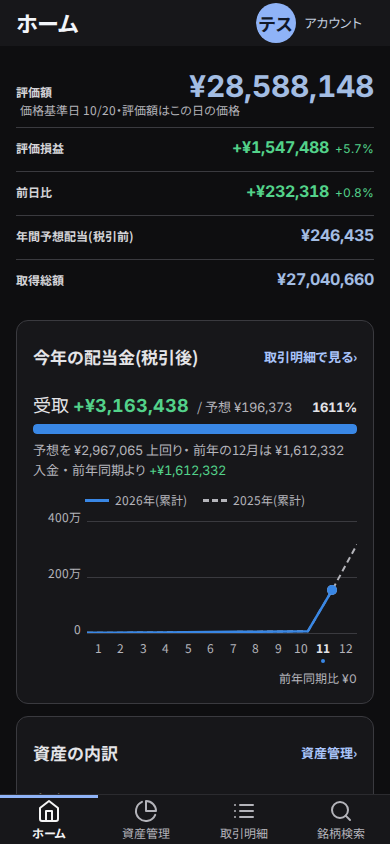 ホーム
テス アカウント
評価額 ¥28,588,148
価格基準日 10/20・評価額はこの日の価格
評価損益 +¥1,547,488 +5.7%
前日比 +¥232,318 +0.8%
年間予想配当(税引前) ¥246,435
取得総額 ¥27,040,660
今年の配当金(税引後) 取引明細で見る›
受取 +¥3,163,438 / 予想 ¥196,373 1611%
予想を ¥2,967,065 上回り・前年の12月は ¥1,612,332
入金・前年同期より +¥1,612,332
2026年(累計) 2025年(累計)
400万
200万
0
1 2 3 4 5 6 7 8 9 10 11 12
前年同期比 ¥0
資産の内訳 資産管理›
ホーム 資産管理 取引明細 銘柄検索